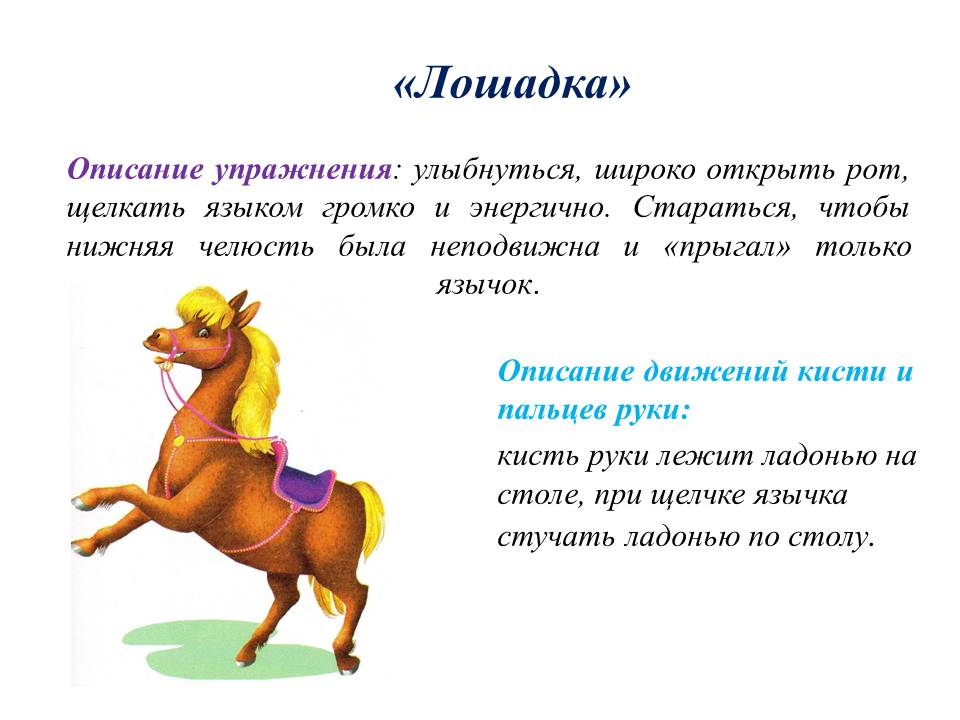 «Лошадка»
Описание упражнения: улыбнуться, широко открыть рот,
щелкать языком громко и энергично. Стараться, чтобы
нижняя челюсть была неподвижна и «прыгал» только
язычок.
Описание движений кисти и
пальцев руки:
кисть руки лежит ладонью на
столе, при щелчке язычка
стучать ладонью по столу.